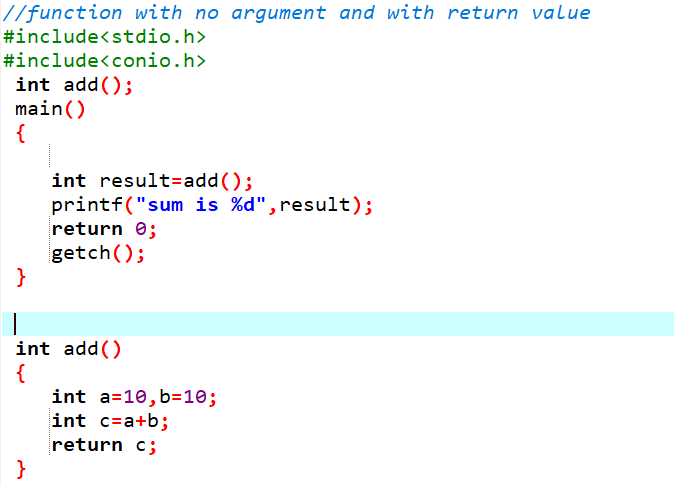 //function with no argument and with return value
#include<stdio.h>
#include<conio.h>
int add();
main()
{
int result=add();
printf("sum is %d",result);
return 0;
getch();
}
int add()
{
int a=10,b=10;
int c=a+b;
return c;
}